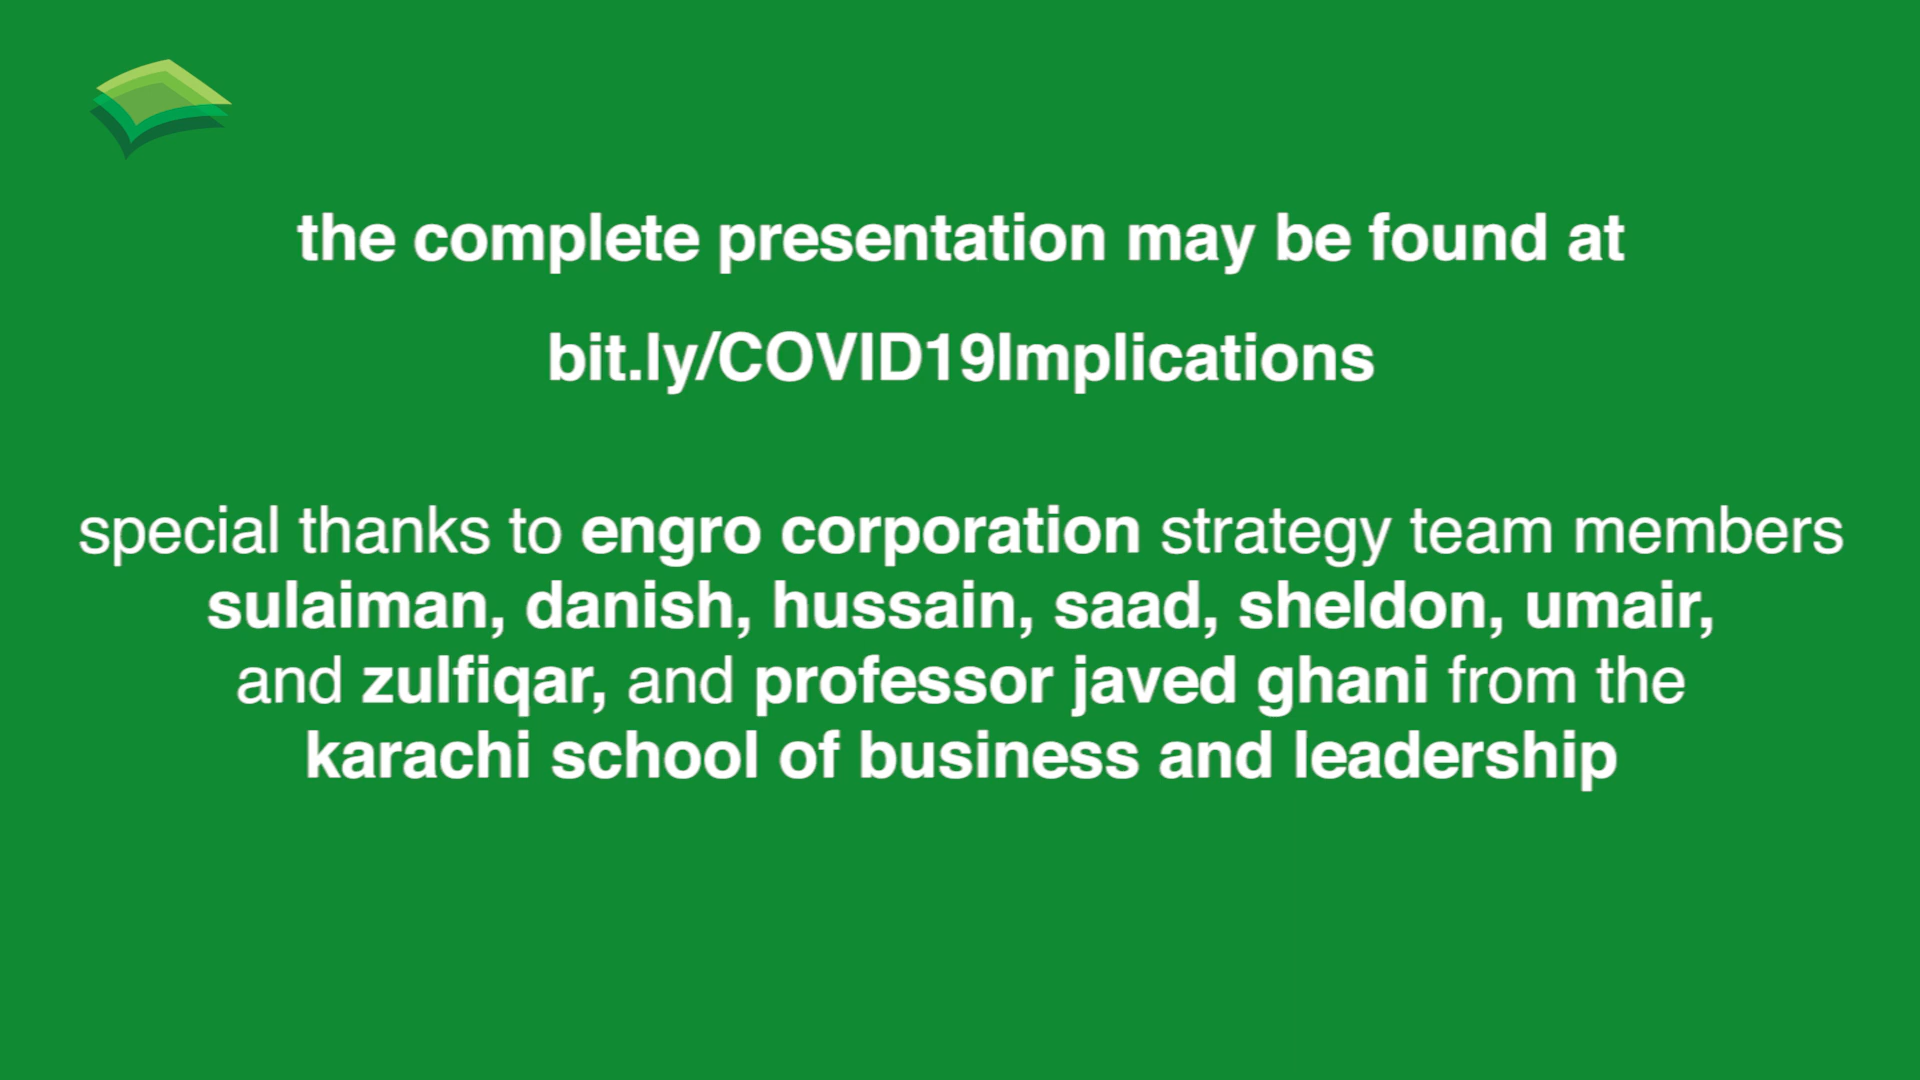 the complete presentation may be found at
bit.ly/COVID19Implications
special thanks to engro corporation strategy team members
sulaiman, danish, hussain, saad, sheldon, umair,
and zulfiqar, and professor javed ghani from the
karachi school of business and leadership